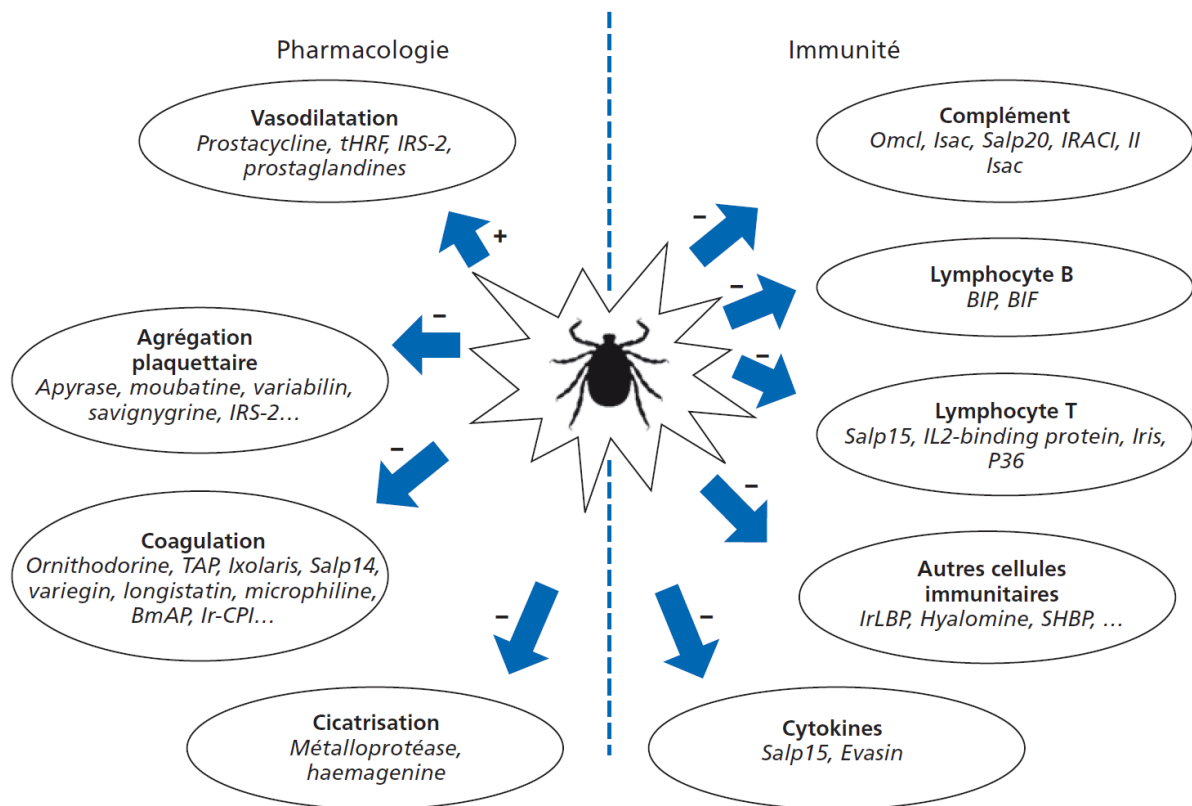 Pharmacologie
Immunité
Vasodilatation
Prostacycline, tHRF, IRS-2,
prostaglandines
+
Agrégation
plaquettaire
Apyrase, moubatine, variabilin,
savignygrine, IRS-2…
–
Coagulation
Ornithodorine, TAP, Ixolaris, Salp14,
variegin, longistatin, microphiline,
BmAP, Ir-CPI…
–
Cicatrisation
Métalloprotéase,
haemagenine
–
Complément
Omcl, Isac, Salp20, IRACI, II
Isac
–
Lymphocyte B
BIP, BIF
–
Lymphocyte T
Salp15, IL2-binding protein, Iris,
P36
–
Autres cellules
immunitaires
IrLBP, Hyalomine, SHBP, …
–
Cytokines
Salp15, Evasin
–